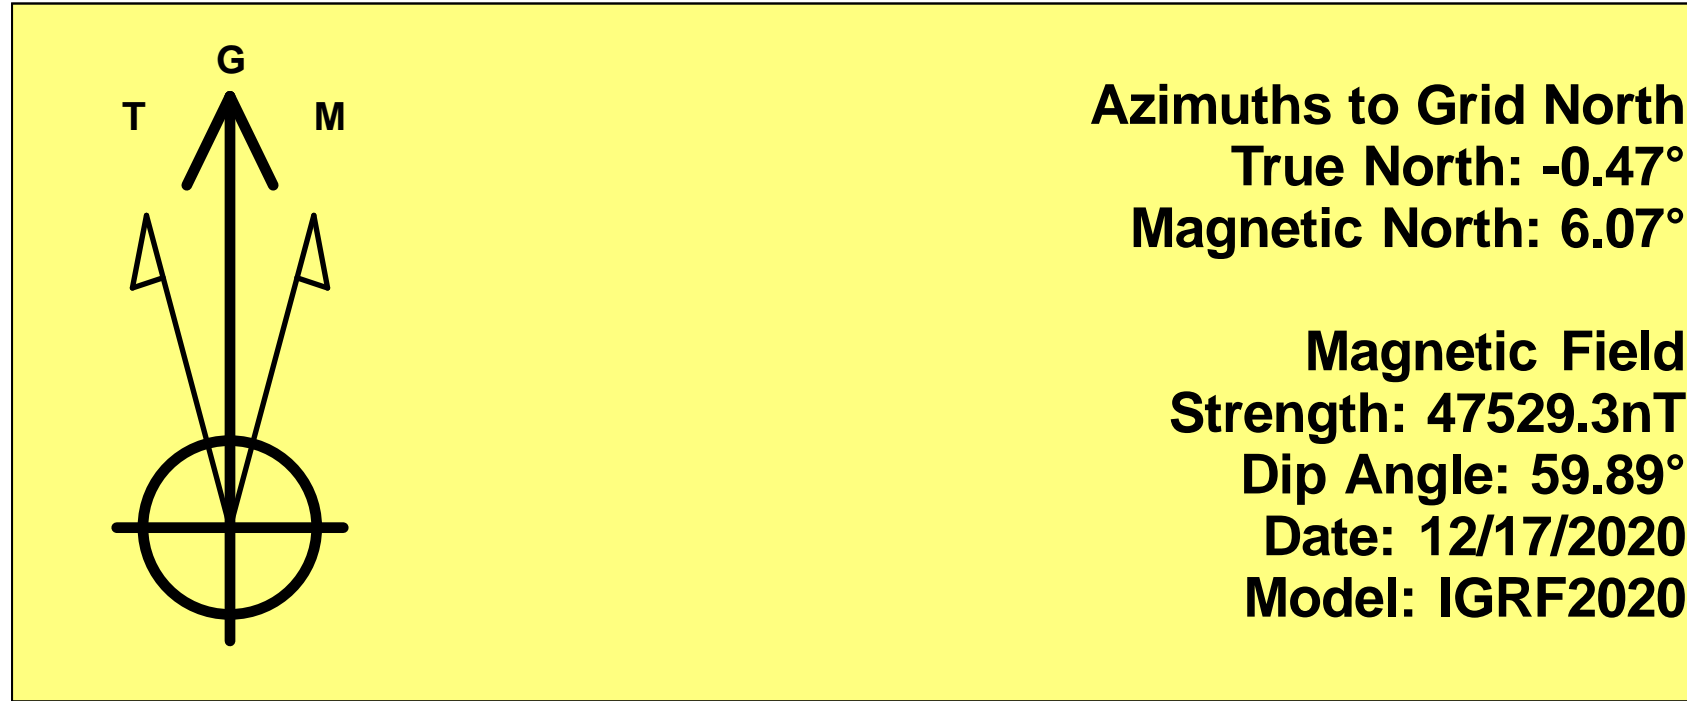 G
T M
Azimuths to Grid North
True North: -0.47°
Magnetic North: 6.07°
Magnetic Field
Strength: 47529.3nT
Dip Angle: 59.89°
Date: 12/17/2020
Model: IGRF2020